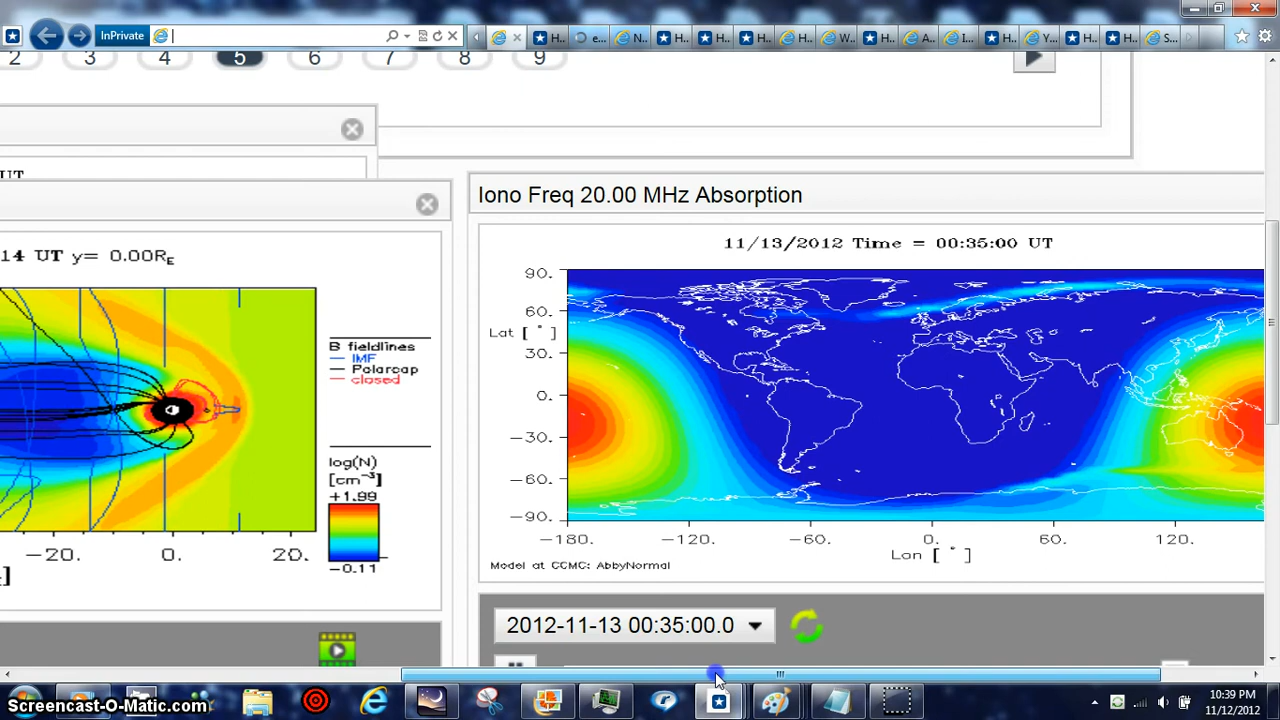 InPrivate
H..
e...
N..
H..
H..
H..
H..
W..
H..
A..
I...
H..
Y...
H..
H..
S...
2 3 4 5 6 7 8 9
UT
14 UT y= 0.00RE
B fieldlines
IMF
Polarcap
closed
log(N)
[cm⁻³]
+1.99
−0.11
−20. 0. 20.
Iono Freq 20.00 MHz Absorption
11/13/2012 Time = 00:35:00 UT
90.
60.
Lat [ ° ]
30.
0.
−30.
−60.
−90.
−180. −120. −60. 0. 60. 120.
Lon [ ° ]
Model at CCMC: AbbyNormal
2012-11-13 00:35:00.0
Screencast-O-Matic.com
10:39 PM
11/12/2012